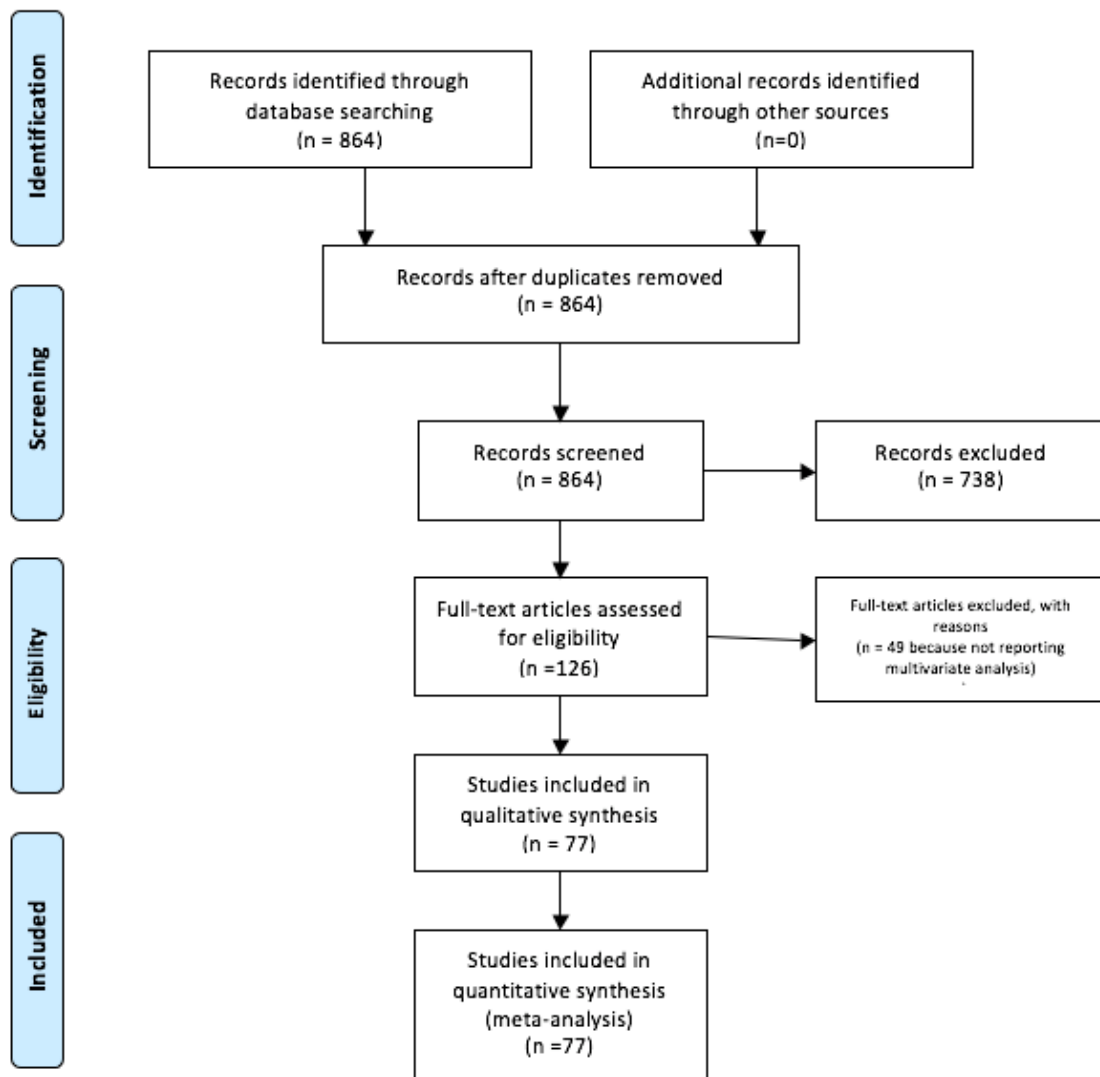 Identification
Records identified through
database searching
(n = 864)
Additional records identified
through other sources
(n=0)
Records after duplicates removed
(n = 864)
Screening
Records screened
(n = 864)
Records excluded
(n = 738)
Eligibility
Full-text articles assessed
for eligibility
(n =126)
Full-text articles excluded, with
reasons
(n = 49 because not reporting
multivariate analysis)
.
Studies included in
qualitative synthesis
(n = 77)
Included
Studies included in
quantitative synthesis
(meta-analysis)
(n =77)